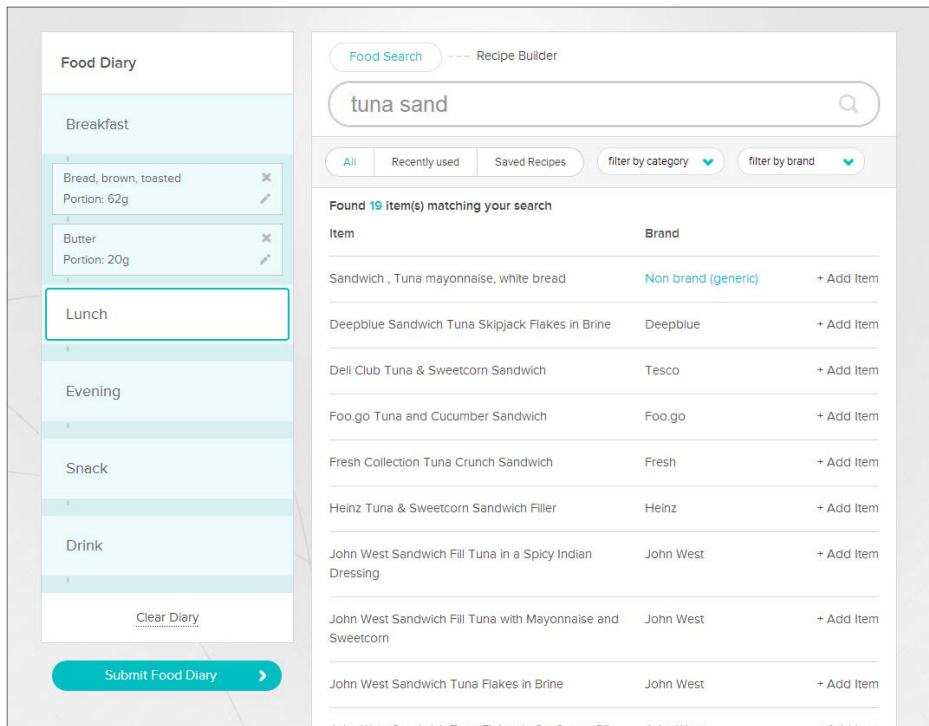 Food Diary
Breakfast
Bread, brown, toasted
Portion: 62g
Butter
Portion: 20g
Lunch
Evening
Snack
Drink
Clear Diary
Submit Food Diary
Food Search --- Recipe Builder
tuna sand
All Recently used Saved Recipes filter by category filter by brand
Found 19 item(s) matching your search
Item Brand
Sandwich , Tuna mayonnaise, white bread Non brand (generic) + Add Item
Deepblue Sandwich Tuna Skipjack Flakes in Brine Deepblue + Add Item
Deli Club Tuna & Sweetcorn Sandwich Tesco + Add Item
Foo.go Tuna and Cucumber Sandwich Foo.go + Add Item
Fresh Collection Tuna Crunch Sandwich Fresh + Add Item
Heinz Tuna & Sweetcorn Sandwich Filler Heinz + Add Item
John West Sandwich Fill Tuna in a Spicy Indian John West + Add Item
Dressing
John West Sandwich Fill Tuna with Mayonnaise and John West + Add Item
Sweetcorn
John West Sandwich Tuna Flakes in Brine John West + Add Item